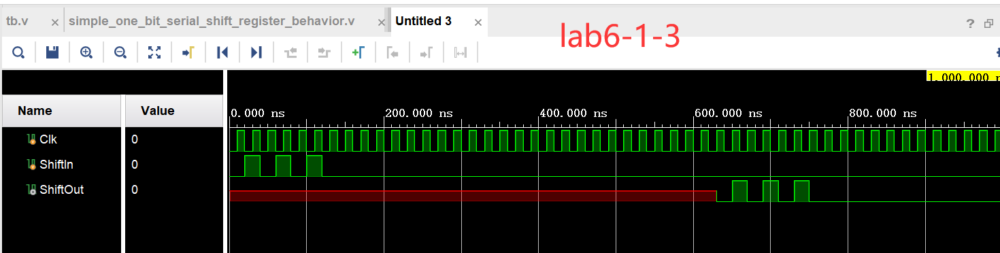 tb.v × simple_one_bit_serial_shift_register_behavior.v × Untitled 3 × ?
lab6-1-3
1,000.000 n
Name Value
0.000 ns 200.000 ns 400.000 ns 600.000 ns 800.000 ns
Clk 0
ShiftIn 0
ShiftOut 0